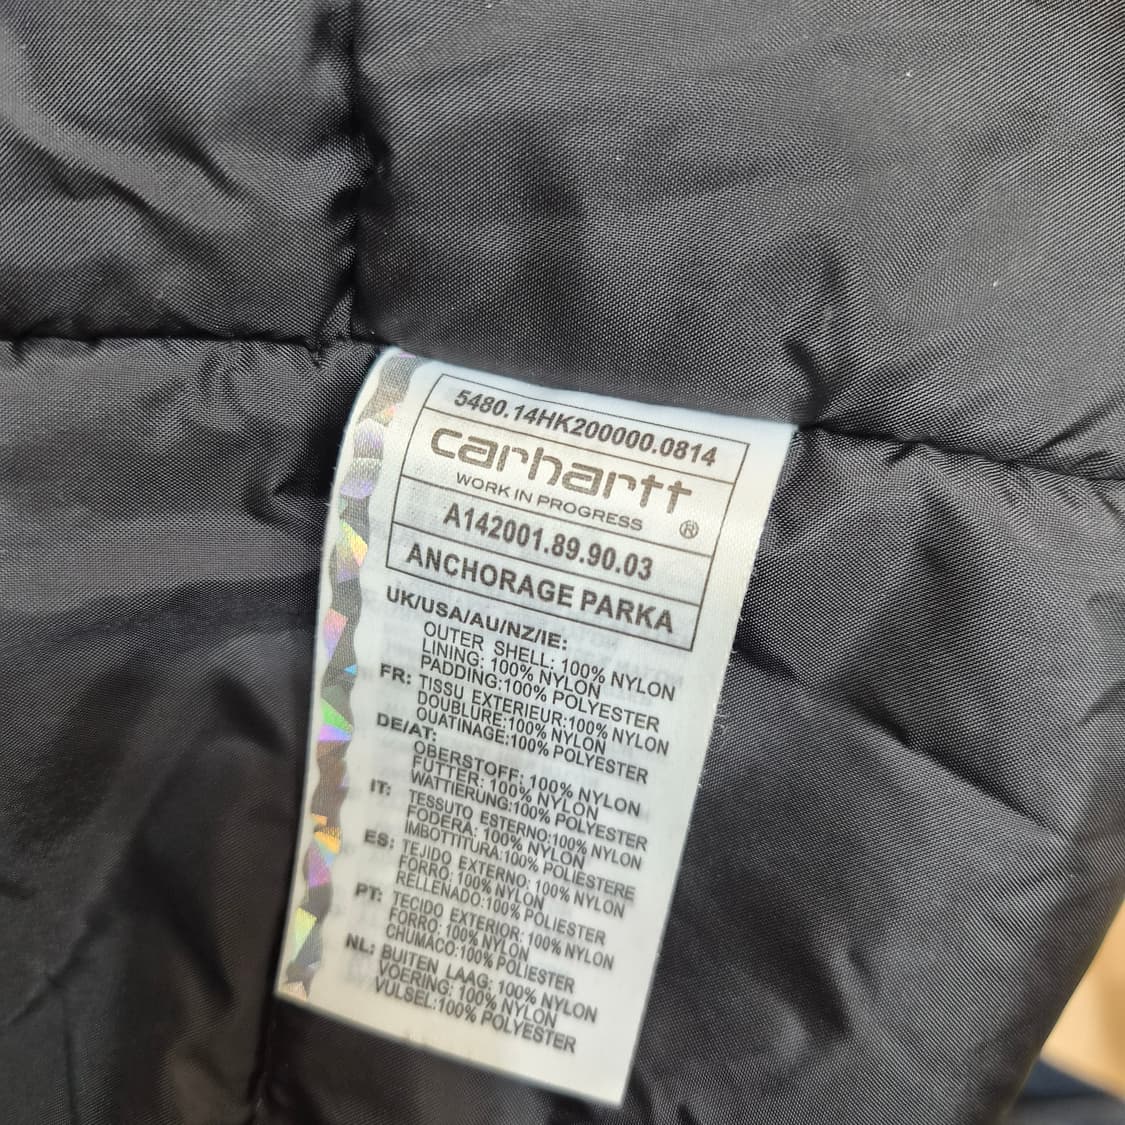 5480.14HK200000.0814
carhartt
WORK IN PROGRESS ®
A142001.89.90.03
ANCHORAGE PARKA
UK/USA/AU/NZ/IE:
OUTER SHELL: 100% NYLON
LINING: 100% NYLON
PADDING:100% POLYESTER
FR: TISSU EXTERIEUR:100% NYLON
DOUBLURE:100% NYLON
OUATINAGE:100% POLYESTER
DE/AT:
OBERSTOFF: 100% NYLON
FUTTER: 100% NYLON
WATTIERUNG:100% POLYESTER
IT: TESSUTO ESTERNO:100% NYLON
FODERA: 100% NYLON
IMBOTTITURA:100% POLIESTERE
ES: TEJIDO EXTERNO: 100% NYLON
FORRO: 100% NYLON
RELLENADO:100% POLIESTER
PT: TECIDO EXTERIOR: 100% NYLON
FORRO: 100% NYLON
CHUMACO:100% POLIESTER
NL: BUITEN LAAG: 100% NYLON
VOERING: 100% NYLON
VULSEL:100% POLYESTER